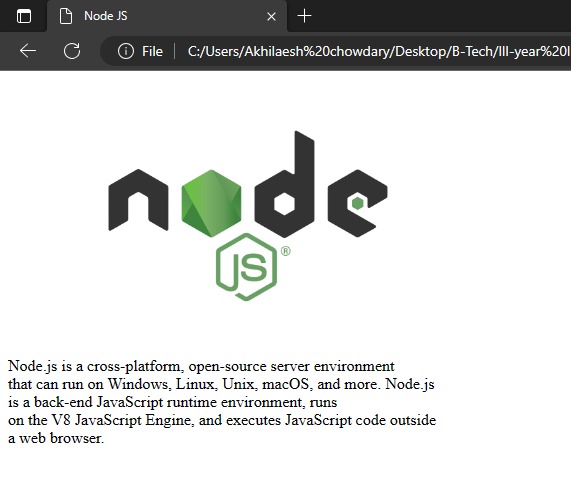 Node JS
File
C:/Users/Akhilaesh%20chowdary/Desktop/B-Tech/III-year%20I
node
JS®
Node.js is a cross-platform, open-source server environment
that can run on Windows, Linux, Unix, macOS, and more. Node.js
is a back-end JavaScript runtime environment, runs
on the V8 JavaScript Engine, and executes JavaScript code outside
a web browser.